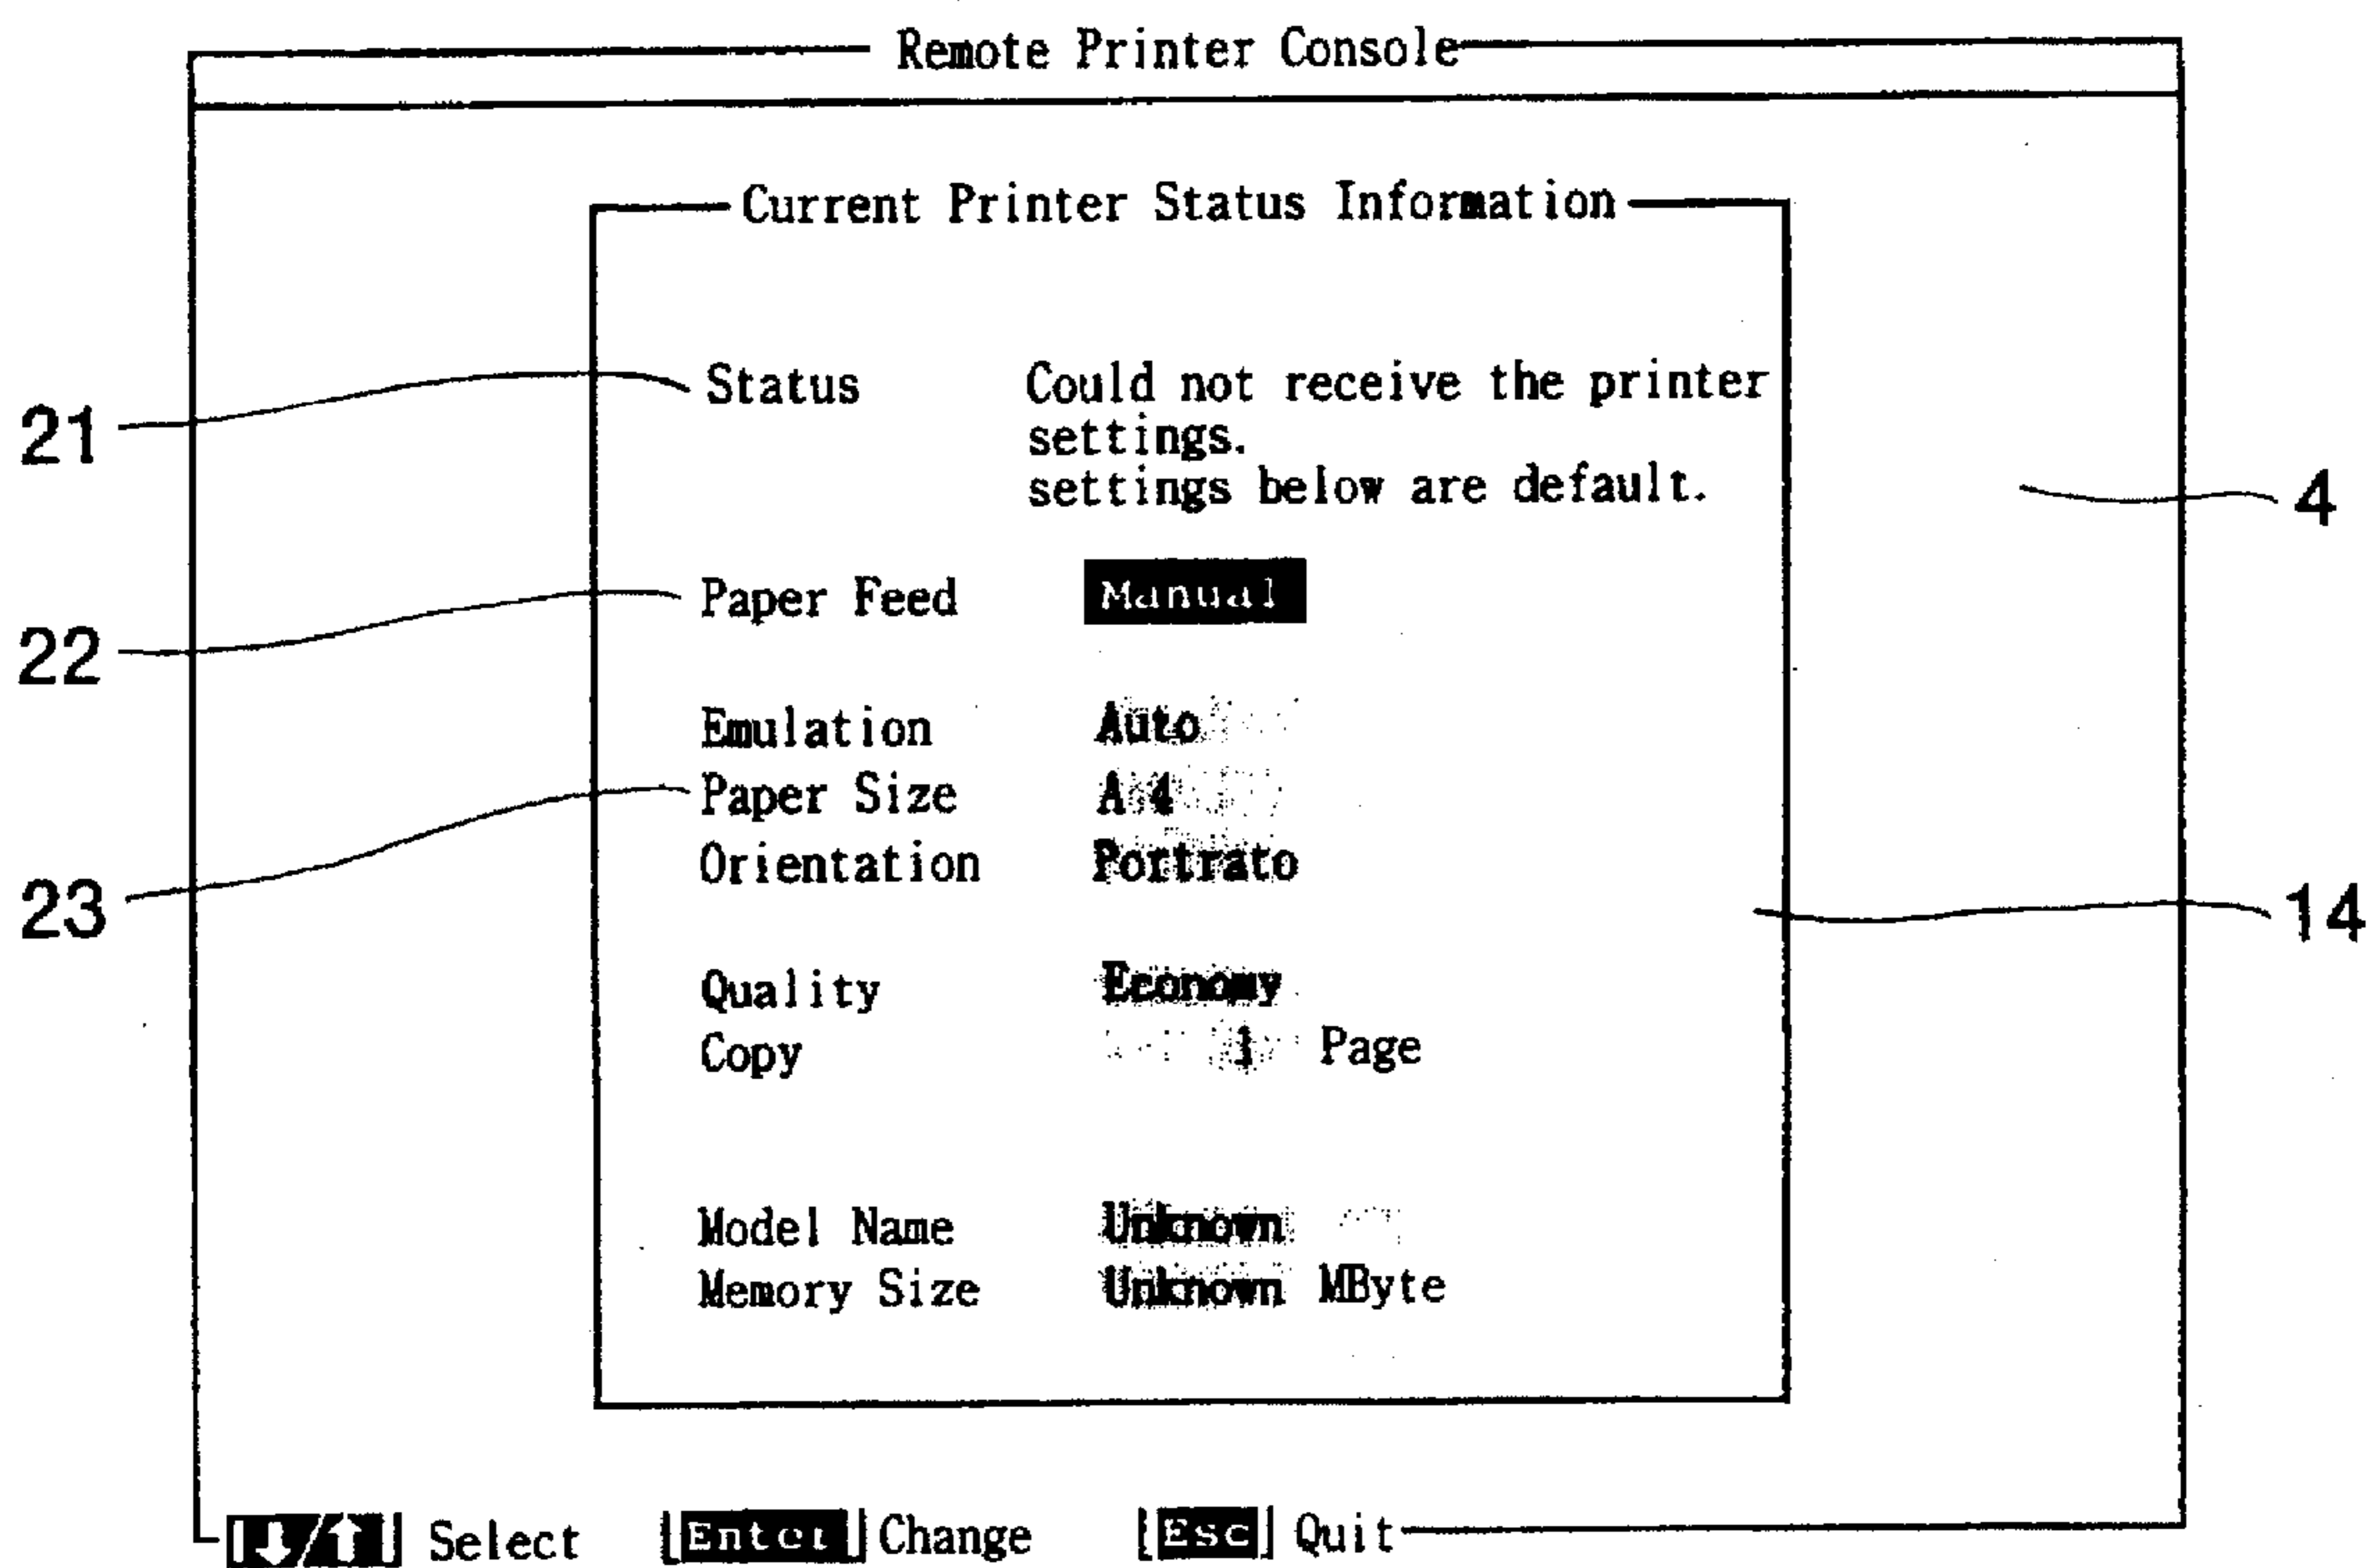 Remote Printer Console
Current Printer Status Information
21
Status Could not receive the printer
settings.
settings below are default.
4
22
Paper Feed Manual
Emulation Auto
23
Paper Size A 4
Orientation Portrato
14
Quality Economy
Copy 1 Page
Model Name Unknown
Memory Size Unknown MByte
[↓/↑] Select [Enter] Change [Esc] Quit